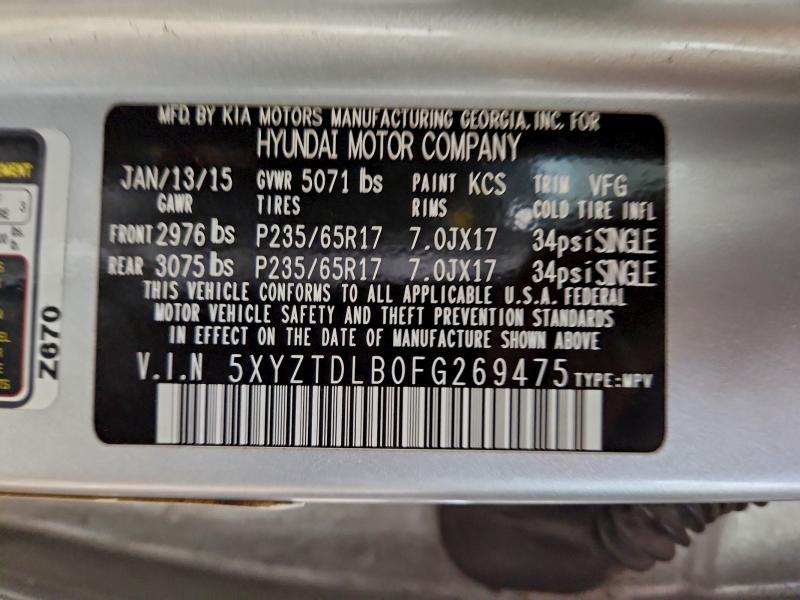 MFD. BY KIA MOTORS MANUFACTURING GEORGIA, INC. FOR
HYUNDAI MOTOR COMPANY
JAN/13/15 GVWR 5071 lbs PAINT KCS TRIM VFG
GAWR TIRES RIMS COLD TIRE INFL
FRONT 2976 lbs P235/65R17 7.0JX17 34psi SINGLE
REAR 3075 lbs P235/65R17 7.0JX17 34psi SINGLE
THIS VEHICLE CONFORMS TO ALL APPLICABLE U.S.A. FEDERAL
MOTOR VEHICLE SAFETY AND THEFT PREVENTION STANDARDS
IN EFFECT ON THE DATE OF MANUFACTURE SHOWN ABOVE
V.I.N 5XYZTDLB0FG269475 TYPE:MPV
Z670